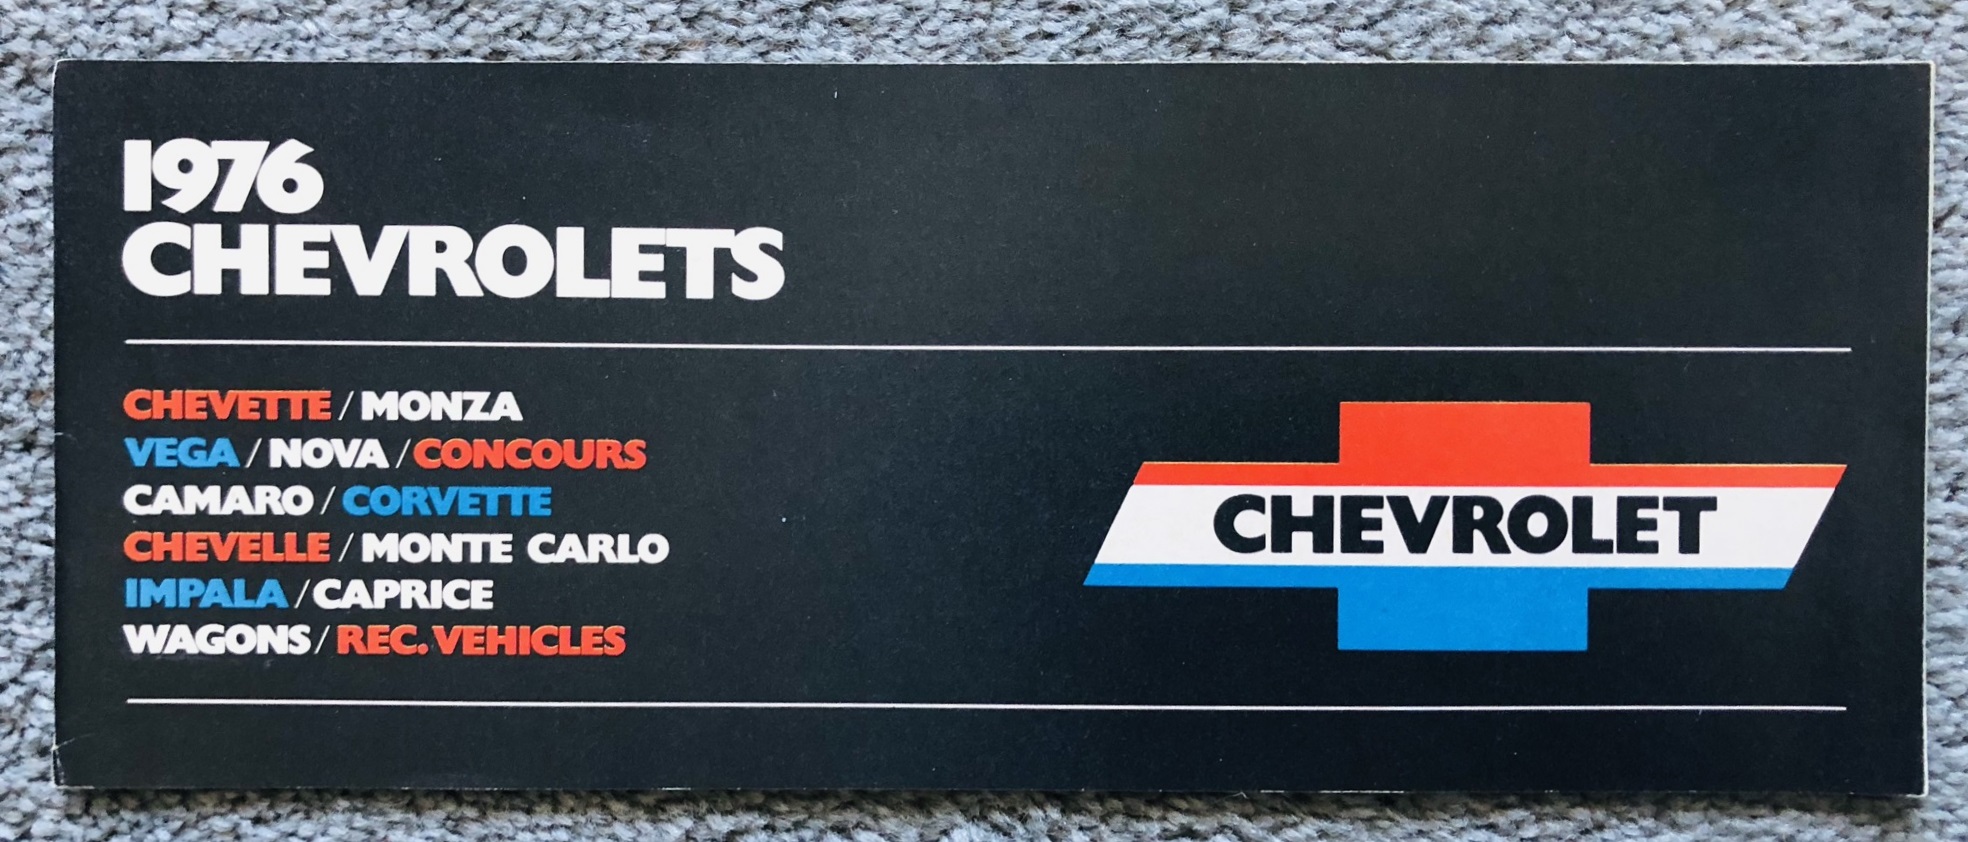 1976
CHEVROLETS
CHEVETTE / MONZA
VEGA / NOVA / CONCOURS
CAMARO / CORVETTE
CHEVELLE / MONTE CARLO
IMPALA / CAPRICE
WAGONS / REC. VEHICLES
CHEVROLET